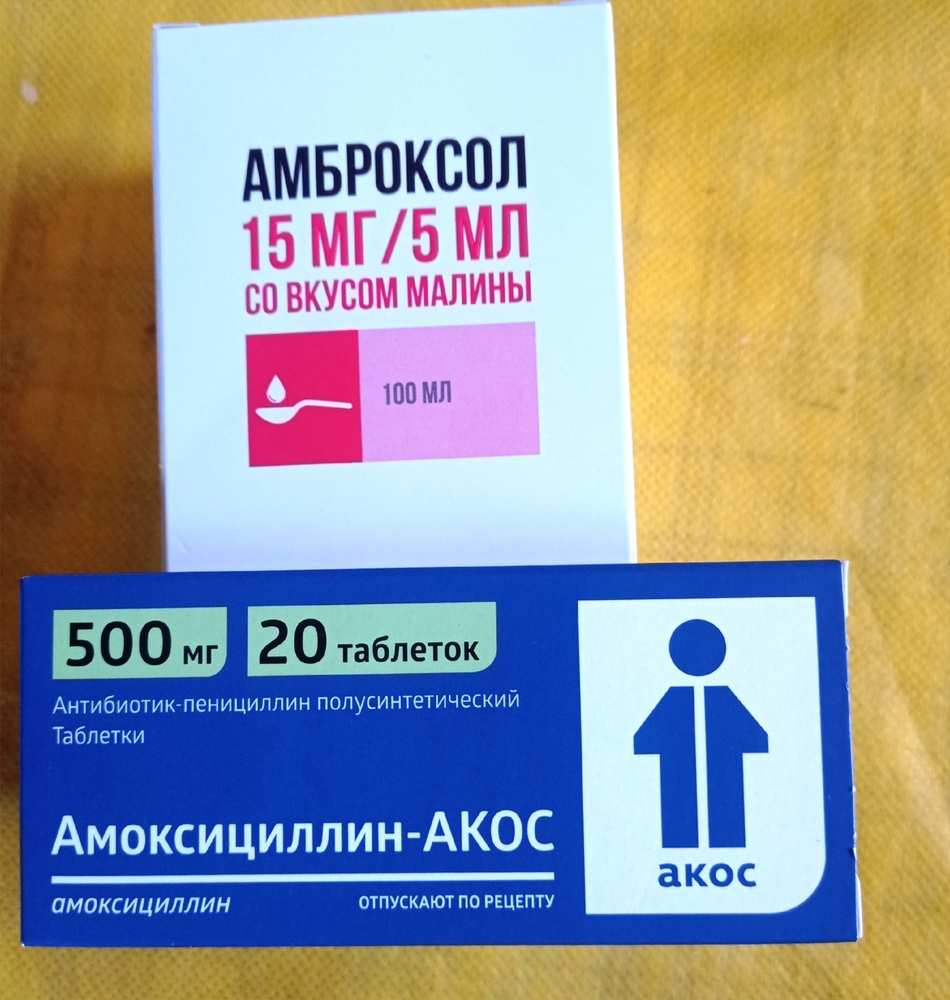 АМБРОКСОЛ
15 МГ/5 МЛ
СО ВКУСОМ МАЛИНЫ
100 МЛ
500 мг 20 таблеток
Антибиотик-пенициллин полусинтетический
Таблетки
Амоксициллин-АКОС
амоксициллин ОТПУСКАЮТ ПО РЕЦЕПТУ
акос